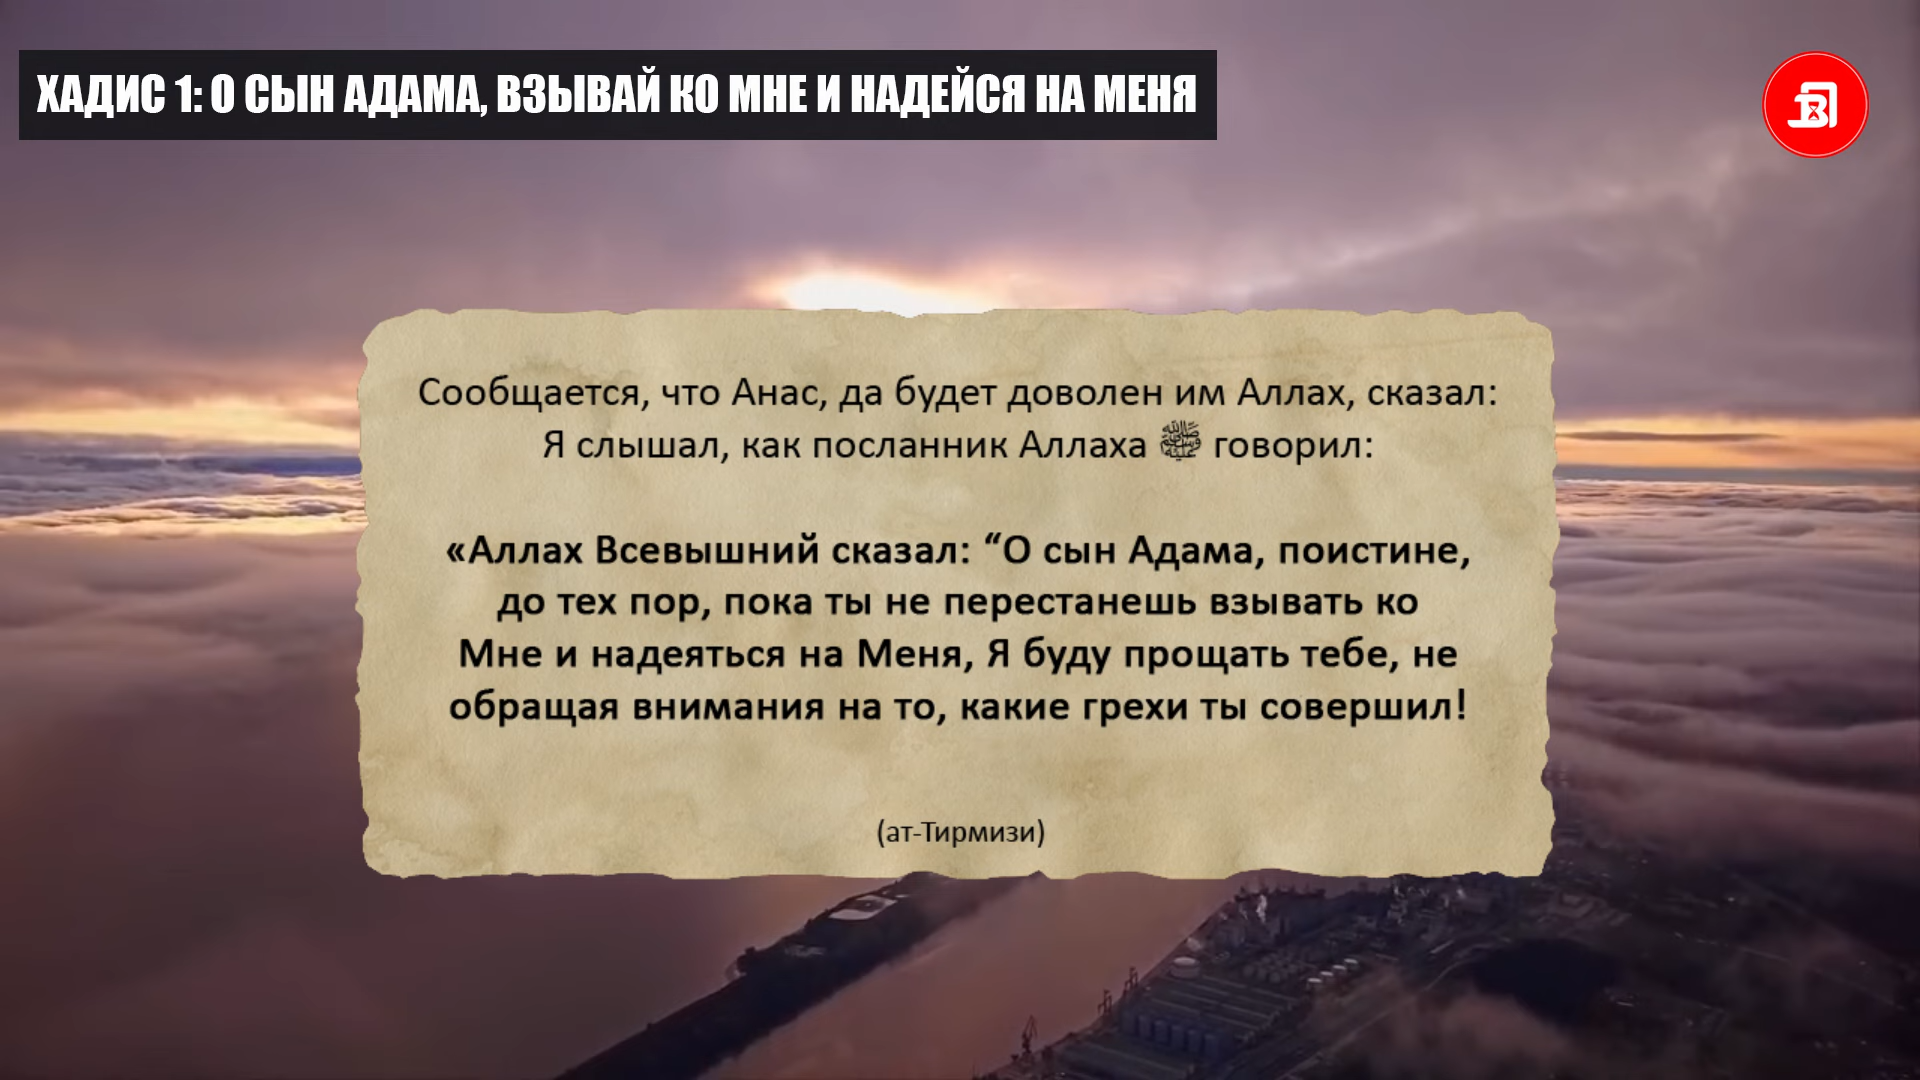 ХАДИС 1: О СЫН АДАМА, ВЗЫВАЙ КО МНЕ И НАДЕЙСЯ НА МЕНЯ
Сообщается, что Анас, да будет доволен им Аллах, сказал:
Я слышал, как посланник Аллаха ﷺ говорил:
«Аллах Всевышний сказал: “О сын Адама, поистине,
до тех пор, пока ты не перестанешь взывать ко
Мне и надеяться на Меня, Я буду прощать тебе, не
обращая внимания на то, какие грехи ты совершил!
(ат-Тирмизи)